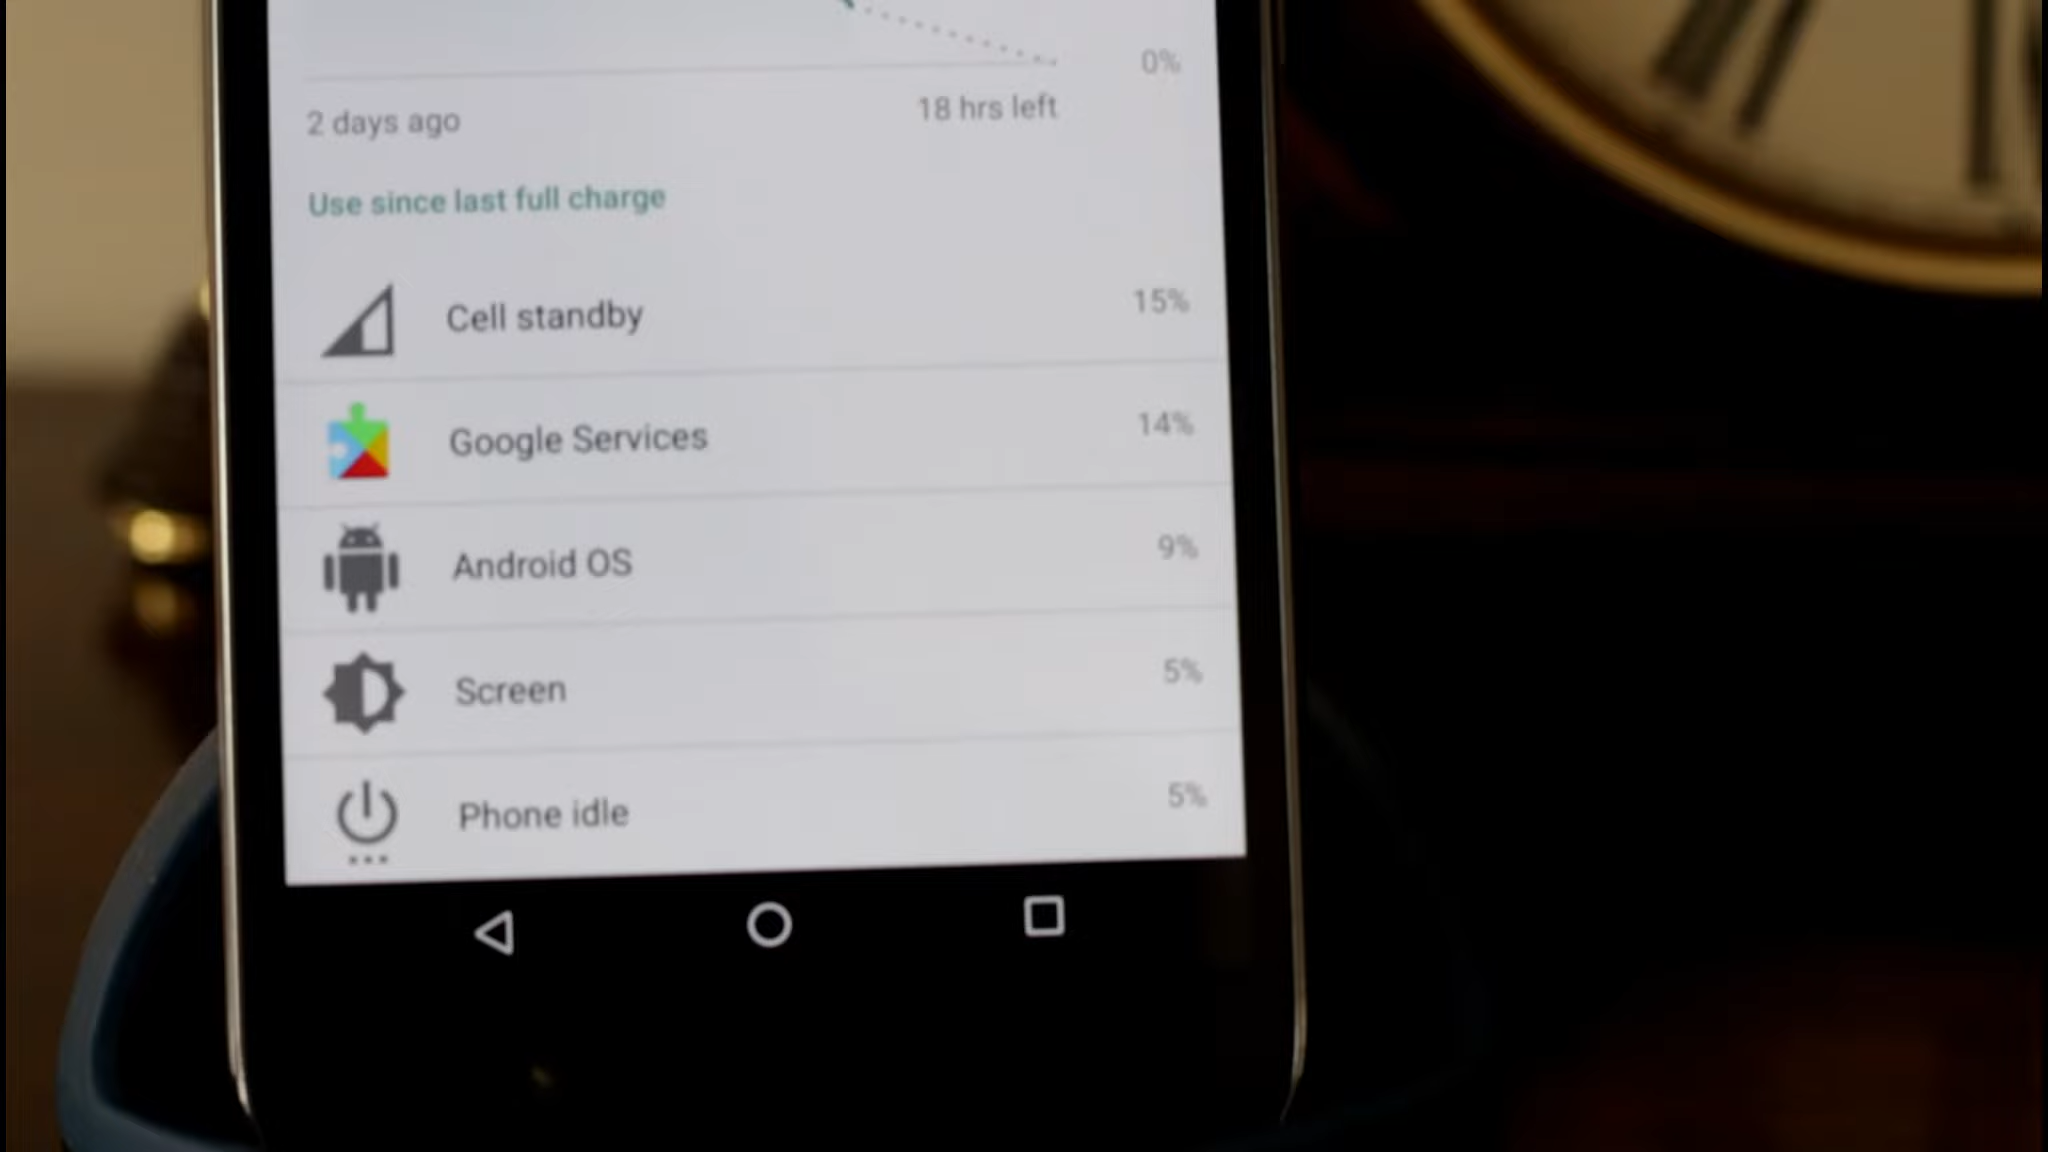 0%
2 days ago 18 hrs left
Use since last full charge
Cell standby 15%
Google Services 14%
Android OS 9%
Screen 5%
Phone idle 5%